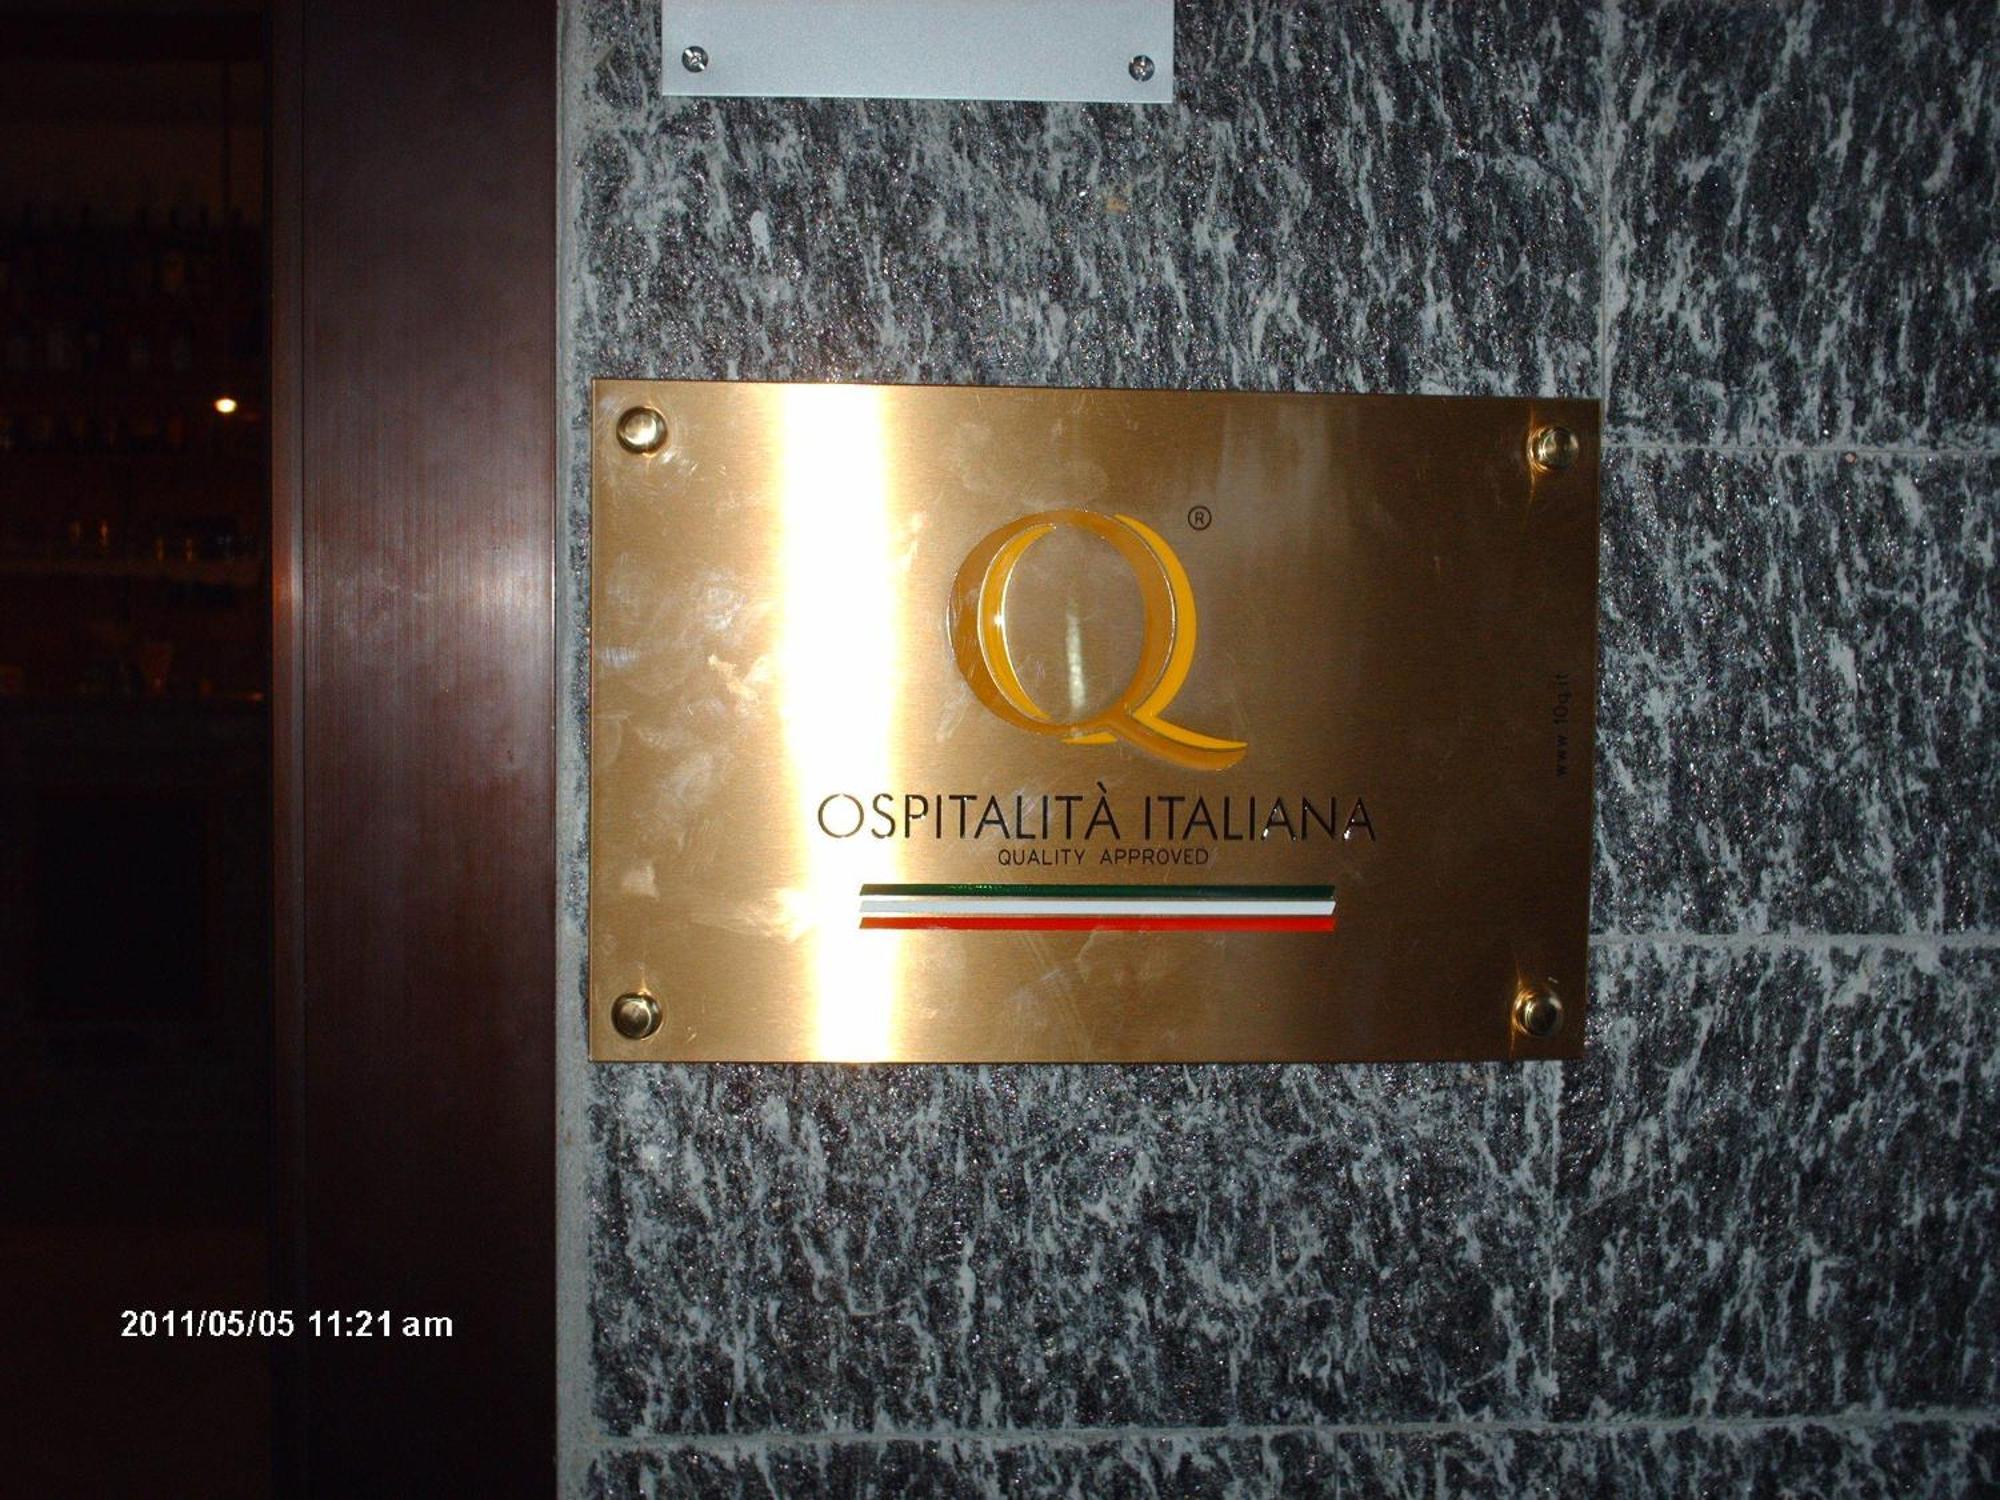 Q ®
OSPITALITÀ ITALIANA
QUALITY APPROVED
www.10q.it
2011/05/05 11:21 am